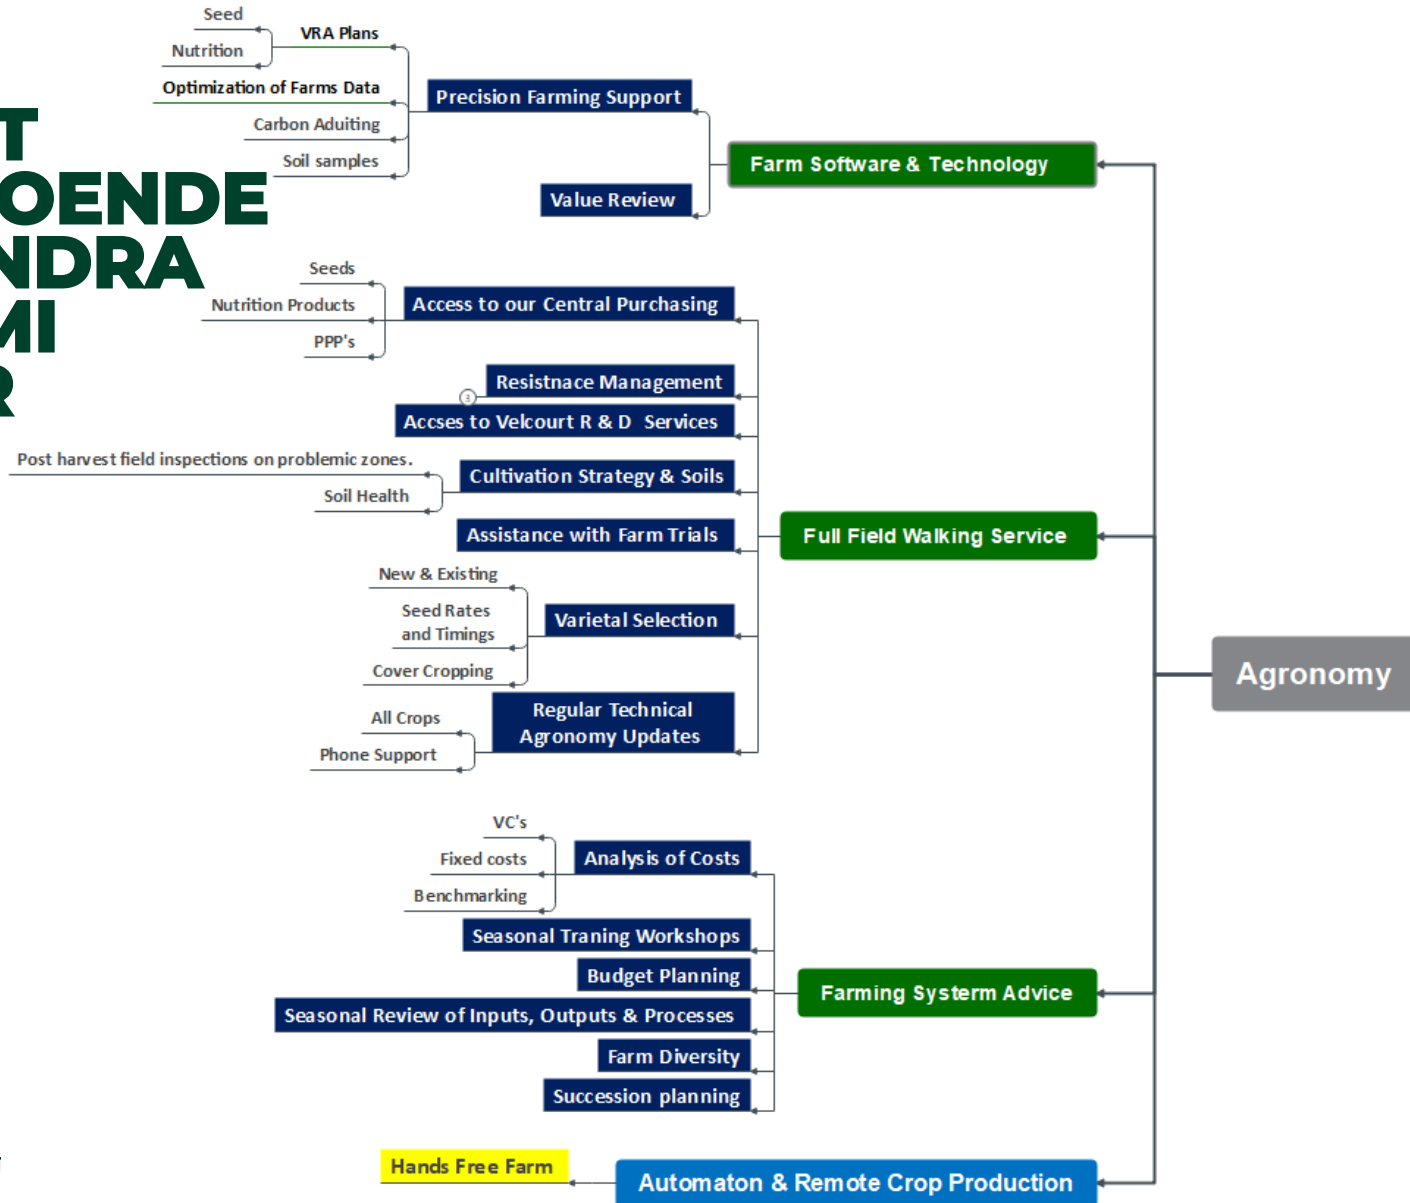 Seed
VRA Plans
Nutrition
Optimization of Farms Data
Carbon Aduiting
Soil samples
Precision Farming Support
Value Review
Farm Software & Technology
T
OENDE
NDRA
MI
R
Seeds
Nutrition Products
PPP's
Access to our Central Purchasing
Resistnace Management
3
Accses to Velcourt R & D Services
Post harvest field inspections on problemic zones.
Soil Health
Cultivation Strategy & Soils
Assistance with Farm Trials
Full Field Walking Service
New & Existing
Seed Rates
and Timings
Cover Cropping
Varietal Selection
All Crops
Phone Support
Regular Technical
Agronomy Updates
Agronomy
VC's
Fixed costs
Benchmarking
Analysis of Costs
Seasonal Traning Workshops
Budget Planning
Seasonal Review of Inputs, Outputs & Processes
Farm Diversity
Succession planning
Farming Systerm Advice
Hands Free Farm
Automaton & Remote Crop Production